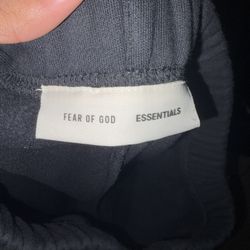 FEAR OF GOD ESSENTIALS